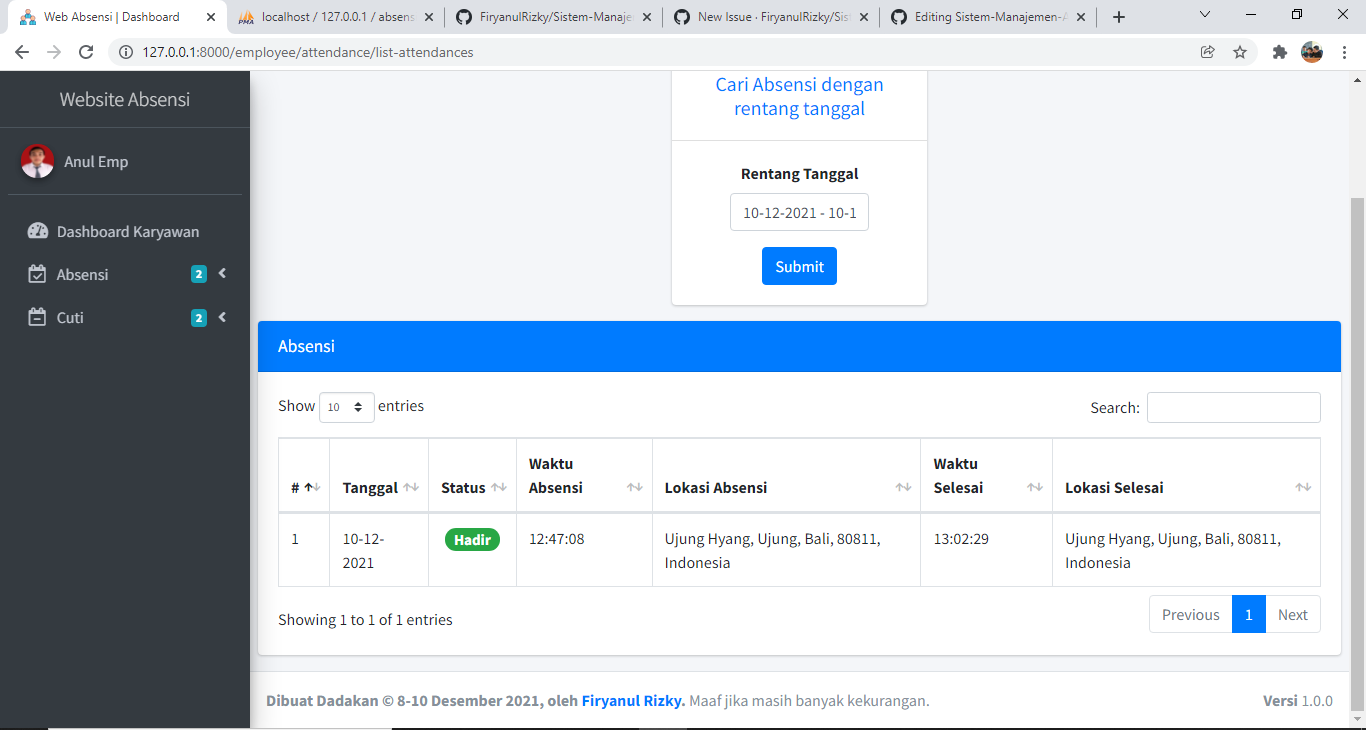 Web Absensi | Dashboard
localhost / 127.0.0.1 / absens
FiryanulRizky/Sistem-Manaje
New Issue · FiryanulRizky/Sis
Editing Sistem-Manajemen-A
127.0.0.1:8000/employee/attendance/list-attendances
Website Absensi
Anul Emp
Dashboard Karyawan
Absensi 2
Cuti 2
Cari Absensi dengan
rentang tanggal
Rentang Tanggal
10-12-2021 - 10-1
Submit
Absensi
Show 10 entries
Search:
# Tanggal Status Waktu Absensi Lokasi Absensi Waktu Selesai Lokasi Selesai
1 10-12-2021 Hadir 12:47:08 Ujung Hyang, Ujung, Bali, 80811, Indonesia 13:02:29 Ujung Hyang, Ujung, Bali, 80811, Indonesia
Showing 1 to 1 of 1 entries
Previous 1 Next
Dibuat Dadakan © 8-10 Desember 2021, oleh Firyanul Rizky. Maaf jika masih banyak kekurangan.
Versi 1.0.0